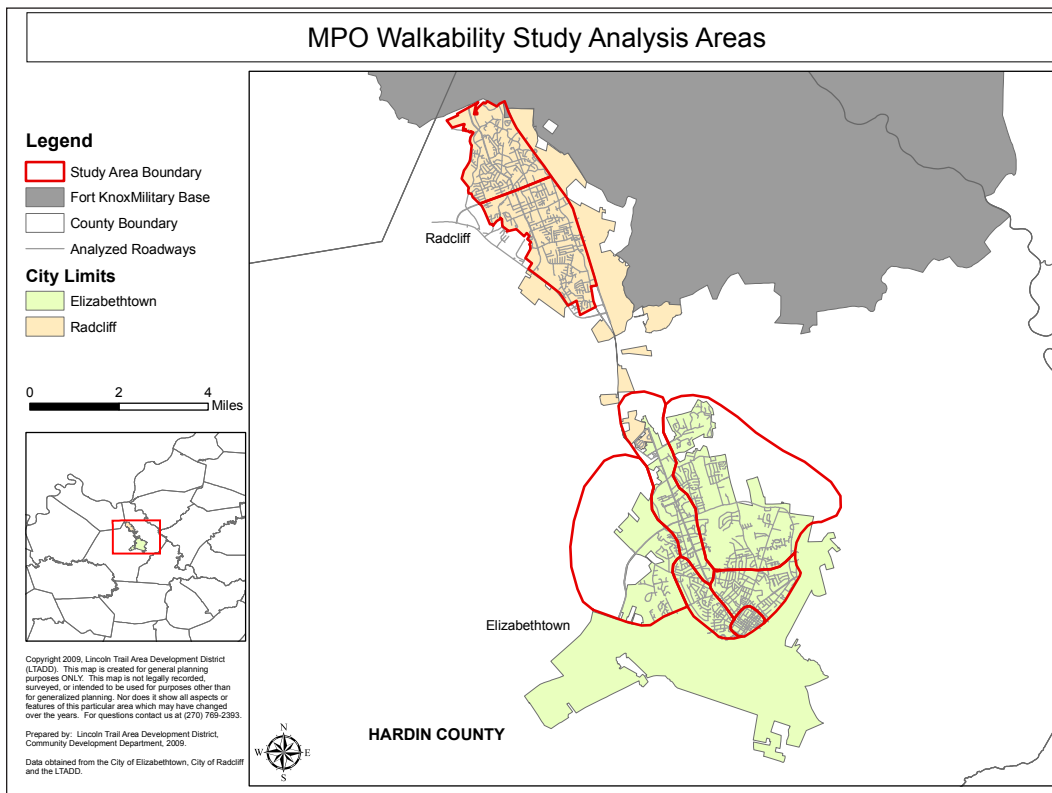 MPO Walkability Study Analysis Areas
Legend
Study Area Boundary
Fort KnoxMilitary Base
County Boundary
Analyzed Roadways
City Limits
Elizabethtown
Radcliff
0 2 4
Miles
Copyright 2009, Lincoln Trail Area Development District
(LTADD). This map is created for general planning
purposes ONLY. This map is not legally recorded,
surveyed, or intended to be used for purposes other than
for generalized planning. Nor does it show all aspects or
features of this particular area which may have changed
over the years. For questions contact us at (270) 769-2393.
Prepared by: Lincoln Trail Area Development District,
Community Development Department, 2009.
Data obtained from the City of Elizabethtown, City of Radcliff
and the LTADD.
Radcliff
Elizabethtown
HARDIN COUNTY
N
W E
S